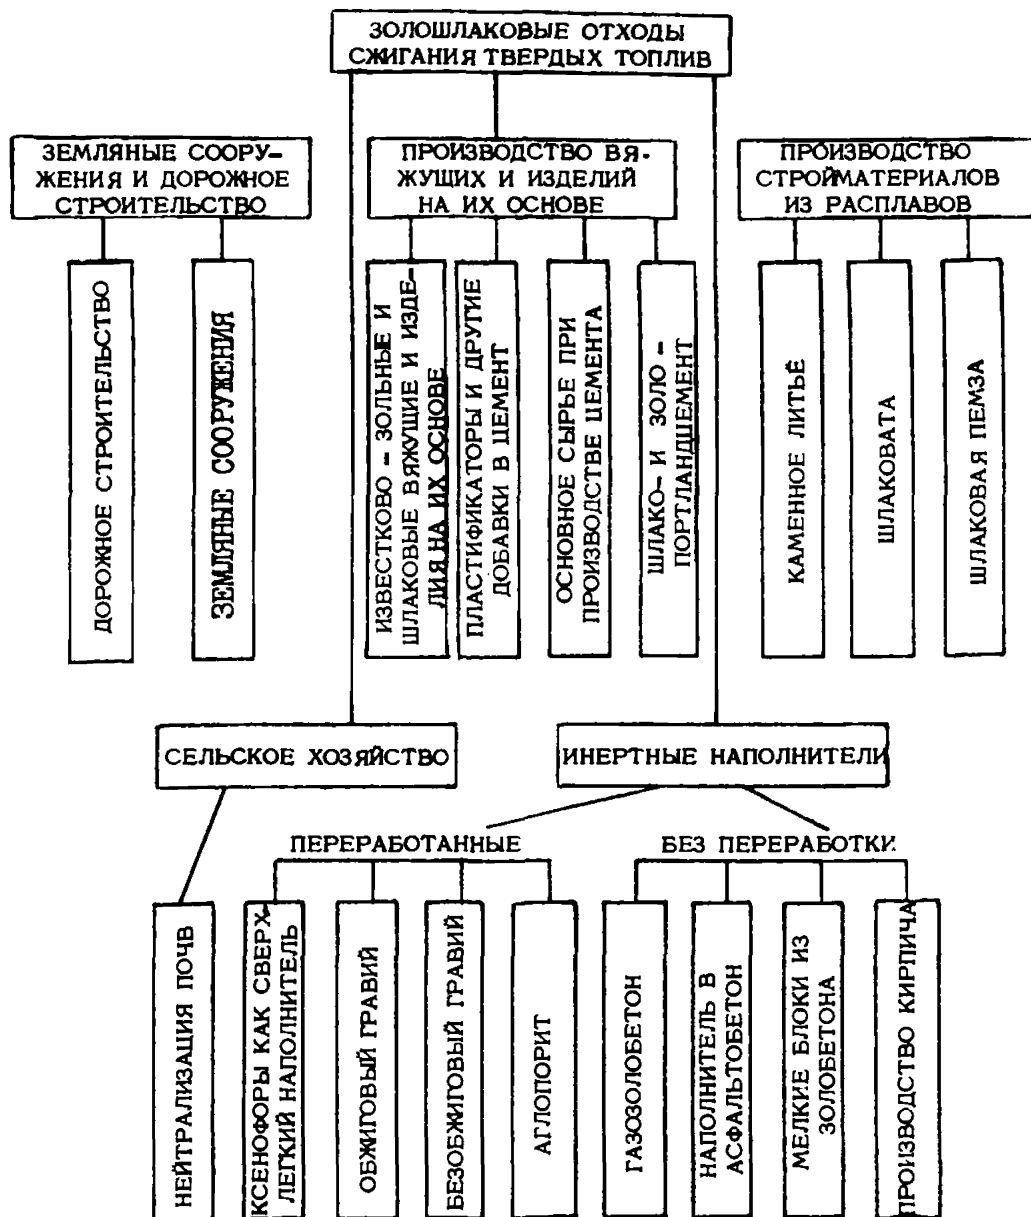 ЗОЛОШЛАКОВЫЕ ОТХОДЫ
СЖИГАНИЯ ТВЕРДЫХ ТОПЛИВ
ЗЕМЛЯНЫЕ СООРУ-
ЖЕНИЯ И ДОРОЖНОЕ
СТРОИТЕЛЬСТВО
ПРОИЗВОДСТВО ВЯ-
ЖУЩИХ И ИЗДЕЛИЙ
НА ИХ ОСНОВЕ
ПРОИЗВОДСТВО
СТРОЙМАТЕРИАЛОВ
ИЗ РАСПЛАВОВ
ДОРОЖНОЕ СТРОИТЕЛЬСТВО
ЗЕМЛЯНЫЕ СООРУЖЕНИЯ
ИЗВЕСТКОВО - ЗОЛЬНЫЕ И
ШЛАКОВЫЕ ВЯЖУЩИЕ И ИЗДЕ-
ЛИЯ НА ИХ ОСНОВЕ
ПЛАСТИФИКАТОРЫ И ДРУГИЕ
ДОБАВКИ В ЦЕМЕНТ
ОСНОВНОЕ СЫРЬЕ ПРИ
ПРОИЗВОДСТВЕ ЦЕМЕНТА
ШЛАКО- И ЗОЛО -
ПОРТЛАНДЦЕМЕНТ
КАМЕННОЕ ЛИТЬЁ
ШЛАКОВАТА
ШЛАКОВАЯ ПЕМЗА
СЕЛЬСКОЕ ХОЗЯЙСТВО
ИНЕРТНЫЕ НАПОЛНИТЕЛИ
ПЕРЕРАБОТАННЫЕ
БЕЗ ПЕРЕРАБОТКИ
НЕЙТРАЛИЗАЦИЯ ПОЧВ
КСЕНОФОРЫ КАК СВЕРХ-
ЛЕГКИЙ НАПОЛНИТЕЛЬ
ОБЖИГОВЫЙ ГРАВИЙ
БЕЗОБЖИГОВЫЙ ГРАВИЙ
АГЛОПОРИТ
ГАЗОЗОЛОБЕТОН
НАПОЛНИТЕЛЬ В
АСФАЛЬТОБЕТОН
МЕЛКИЕ БЛОКИ ИЗ
ЗОЛОБЕТОНА
ПРОИЗВОДСТВО КИРПИЧА